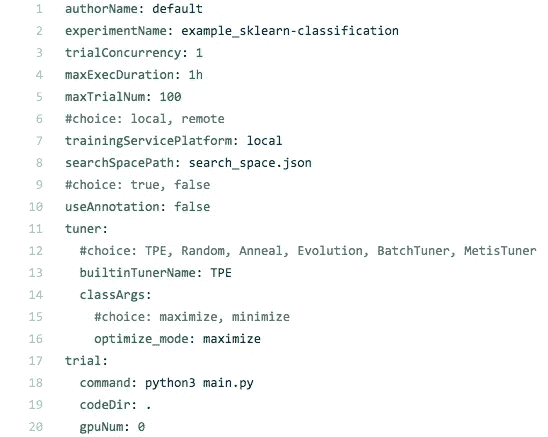 1 authorName: default
2 experimentName: example_sklearn-classification
3 trialConcurrency: 1
4 maxExecDuration: 1h
5 maxTrialNum: 100
6 #choice: local, remote
7 trainingServicePlatform: local
8 searchSpacePath: search_space.json
9 #choice: true, false
10 useAnnotation: false
11 tuner:
12   #choice: TPE, Random, Anneal, Evolution, BatchTuner, MetisTuner
13   builtinTunerName: TPE
14   classArgs:
15     #choice: maximize, minimize
16     optimize_mode: maximize
17 trial:
18   command: python3 main.py
19   codeDir: .
20   gpuNum: 0